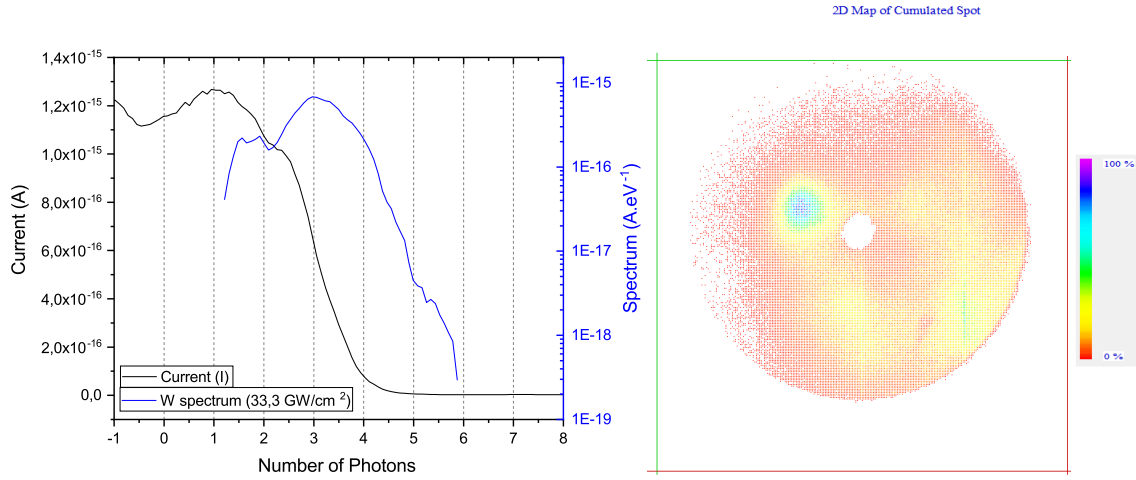 2D Map of Cumulated Spot
1,4x10-15
1,2x10-15
1,0x10-15
8,0x10-16
6,0x10-16
4,0x10-16
2,0x10-16
0,0
Current (A)
Current (I)
W spectrum (33,3 GW/cm 2)
-1 0 1 2 3 4 5 6 7 8
Number of Photons
1E-15
1E-16
1E-17
1E-18
1E-19
Spectrum (A.eV-1)
100 %
0 %